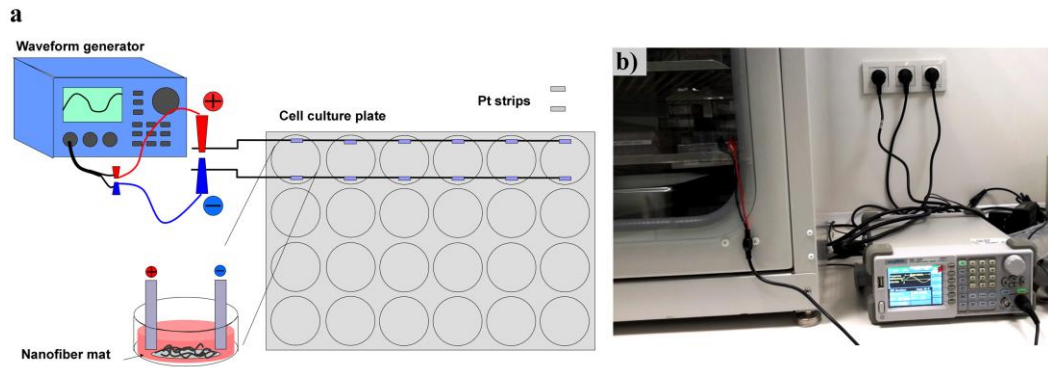 a
Waveform generator
+
Cell culture plate
Pt strips
−
+
−
Nanofiber mat
b)